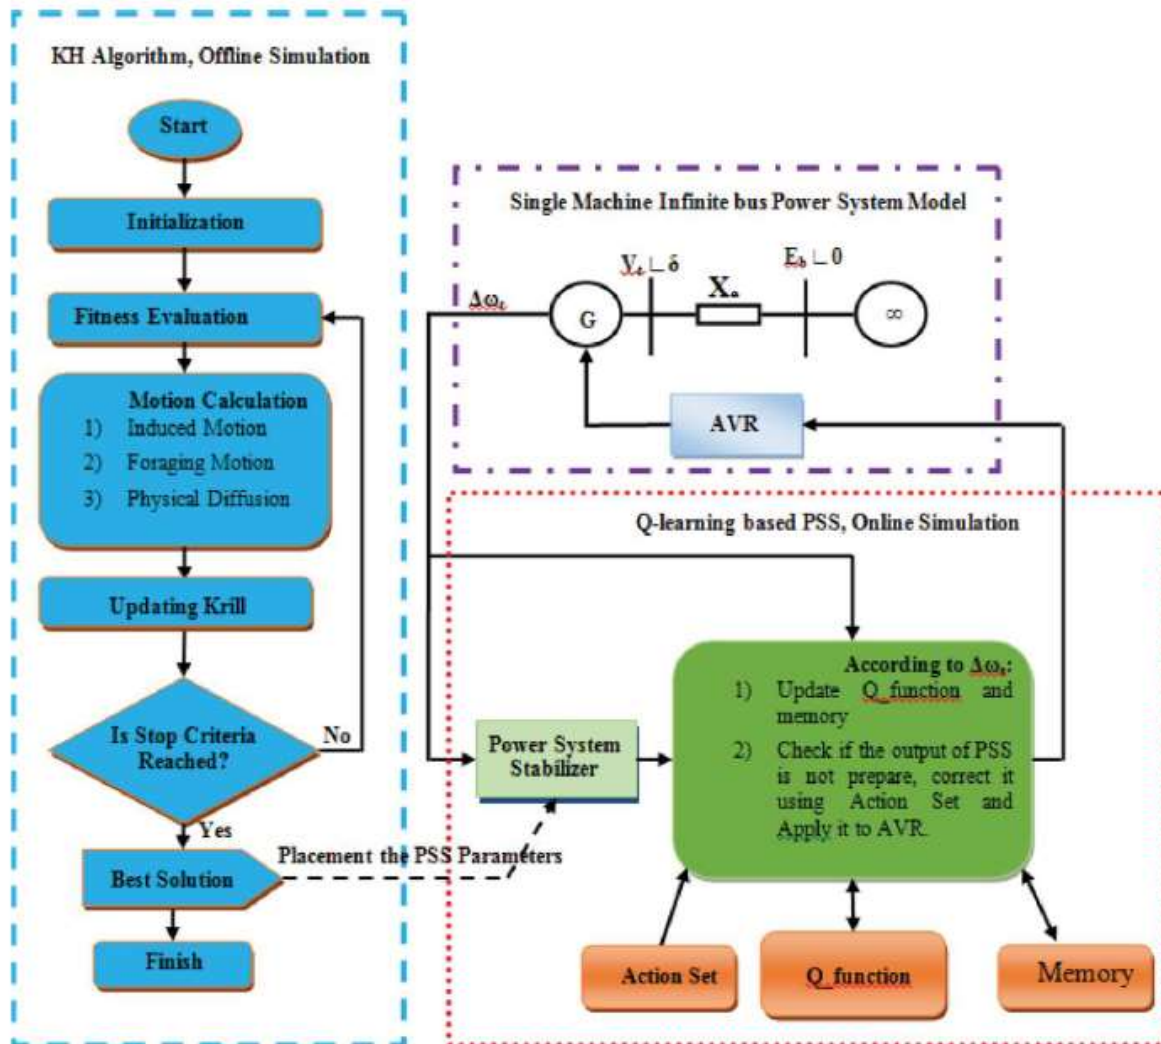 KH Algorithm, Offline Simulation
Start
Initialization
Fitness Evaluation
Motion Calculation
1) Induced Motion
2) Foraging Motion
3) Physical Diffusion
Updating Krill
Is Stop Criteria
Reached?
No
Yes
Best Solution
Finish
Placement the PSS Parameters
Single Machine Infinite bus Power System Model
Δω
V ∟δ
X
E_b ∟0
G
∞
AVR
Q-learning based PSS, Online Simulation
Power System
Stabilizer
According to Δω:
1) Update Q_function and
memory
2) Check if the output of PSS
is not prepare, correct it
using Action Set and
Apply it to AVR.
Action Set
Q_function
Memory